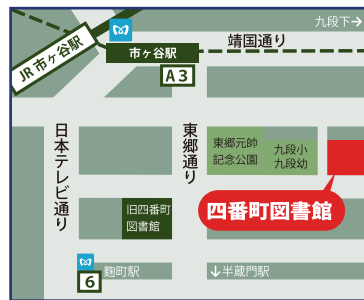 九段下→
靖国通り
JR市ヶ谷駅
市ヶ谷駅
A3
日本テレビ通り
東郷通り
東郷元帥
記念公園
九段小
九段幼
四番町図書館
旧四番町
図書館
6
麹町駅
↓半蔵門駅